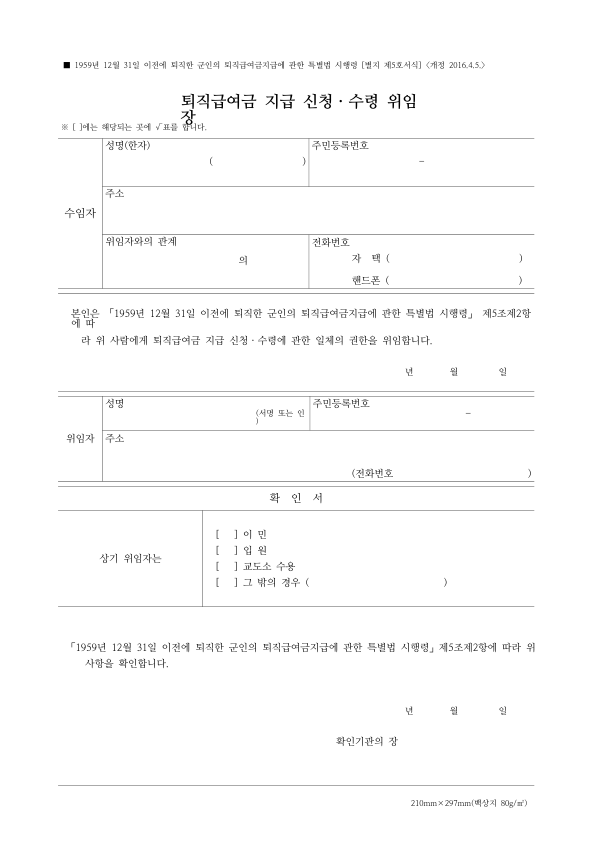 ■ 1959년 12월 31일 이전에 퇴직한 군인의 퇴직급여금지급에 관한 특별법 시행령 [별지 제5호서식] 〈개정 2016.4.5.〉
퇴직급여금 지급 신청ㆍ수령 위임
장
※ [ ]에는 해당되는 곳에 √표를 합니다.
수임자
성명(한자)
( )
주민등록번호
–
주소
위임자와의 관계
의
전화번호
자 택 ( )
핸드폰 ( )
본인은 「1959년 12월 31일 이전에 퇴직한 군인의 퇴직급여금지급에 관한 특별법 시행령」 제5조제2항
에 따
라 위 사람에게 퇴직급여금 지급 신청ㆍ수령에 관한 일체의 권한을 위임합니다.
년 월 일
위임자
성명
(서명 또는 인
)
주민등록번호
–
주소
(전화번호 )
확 인 서
상기 위임자는
[ ] 이 민
[ ] 입 원
[ ] 교도소 수용
[ ] 그 밖의 경우 ( )
「1959년 12월 31일 이전에 퇴직한 군인의 퇴직급여금지급에 관한 특별법 시행령」제5조제2항에 따라 위
사항을 확인합니다.
년 월 일
확인기관의 장
210mm×297mm(백상지 80g/㎡)